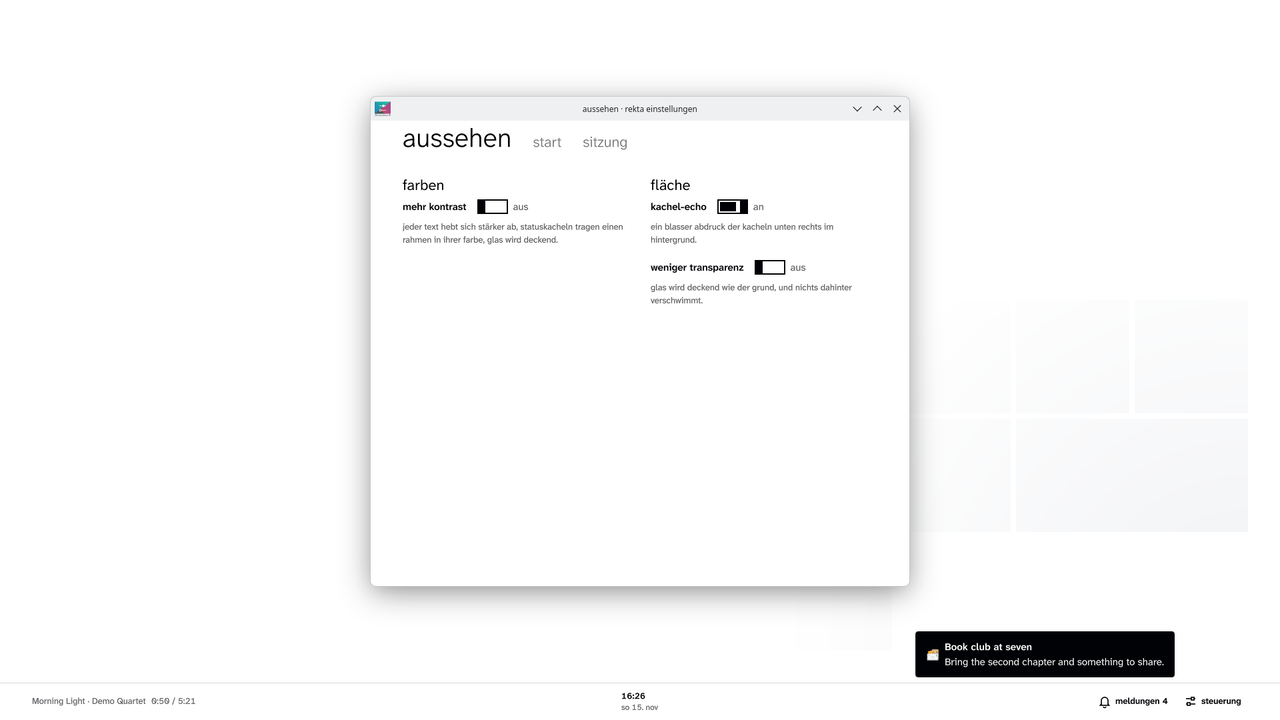 aussehen · rekta einstellungen
aussehen start sitzung
farben
mehr kontrast aus
jeder text hebt sich stärker ab, statuskacheln tragen einen
rahmen in ihrer farbe, glas wird deckend.
fläche
kachel-echo an
ein blasser abdruck der kacheln unten rechts im
hintergrund.
weniger transparenz aus
glas wird deckend wie der grund, und nichts dahinter
verschwimmt.
Book club at seven
Bring the second chapter and something to share.
Morning Light · Demo Quartet 0:50 / 5:21
16:26
so 15. nov
meldungen 4
steuerung